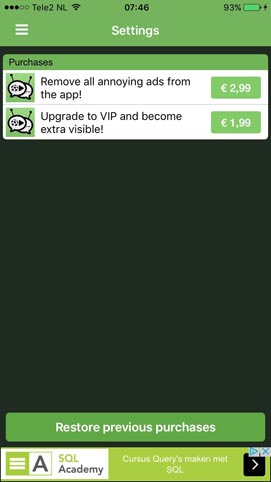 Tele2 NL 07:46 93%
Settings
Purchases
Remove all annoying ads from
the app!
€ 2,99
Upgrade to VIP and become
extra visible!
€ 1,99
Restore previous purchases
A SQL
Academy
Cursus Query's maken met
SQL